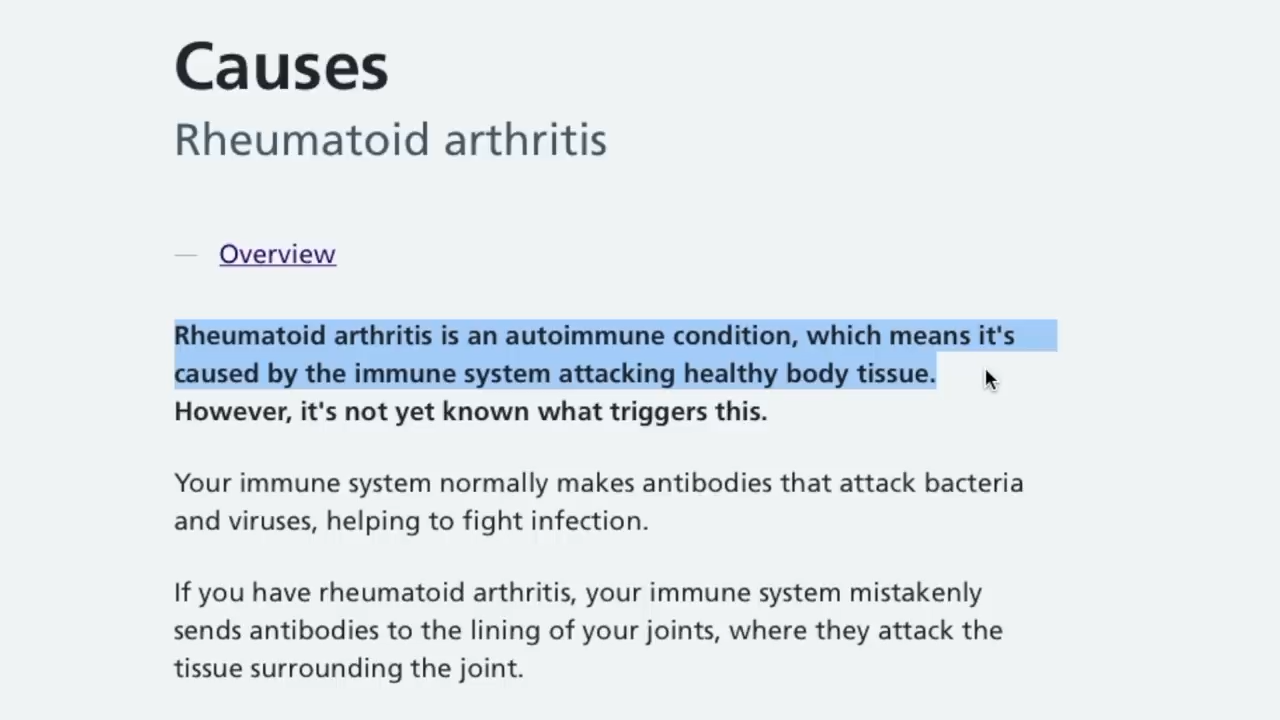 Causes
Rheumatoid arthritis
— Overview
Rheumatoid arthritis is an autoimmune condition, which means it's
caused by the immune system attacking healthy body tissue.
However, it's not yet known what triggers this.
Your immune system normally makes antibodies that attack bacteria
and viruses, helping to fight infection.
If you have rheumatoid arthritis, your immune system mistakenly
sends antibodies to the lining of your joints, where they attack the
tissue surrounding the joint.